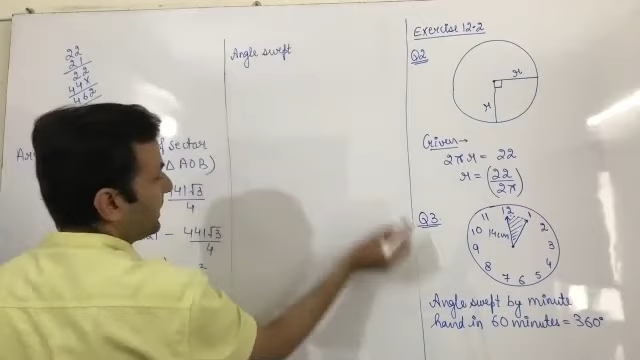 22
21
22
44x
462
of Sector
△ AOB)
441√3
4
- 441√3
4
Angle swept
Exercise 12.2
Q2
r
r
Given→
2πr = 22
r = (22/2π)
Q3
11 12 1
10 2
14cm
9 3
8 4
7 6 5
Angle swept by minute
hand in 60 minutes = 360°